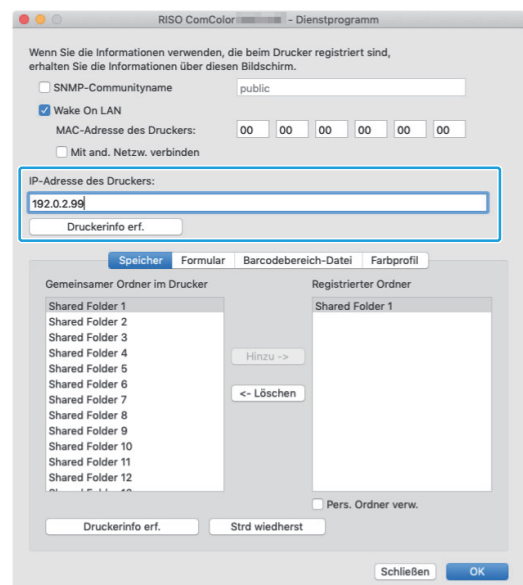 RISO ComColor - Dienstprogramm
Wenn Sie die Informationen verwenden, die beim Drucker registriert sind,
erhalten Sie die Informationen über diesen Bildschirm.
SNMP-Communityname
public
Wake On LAN
MAC-Adresse des Druckers:
00 00 00 00 00 00
Mit and. Netzw. verbinden
IP-Adresse des Druckers:
192.0.2.99
Druckerinfo erf.
Speicher Formular Barcodebereich-Datei Farbprofil
Gemeinsamer Ordner im Drucker
Registrierter Ordner
Shared Folder 1
Shared Folder 2
Shared Folder 3
Shared Folder 4
Shared Folder 5
Shared Folder 6
Shared Folder 7
Shared Folder 8
Shared Folder 9
Shared Folder 10
Shared Folder 11
Shared Folder 12
Hinzu ->
<- Löschen
Shared Folder 1
Pers. Ordner verw.
Druckerinfo erf.
Strd wiedherst
Schließen
OK